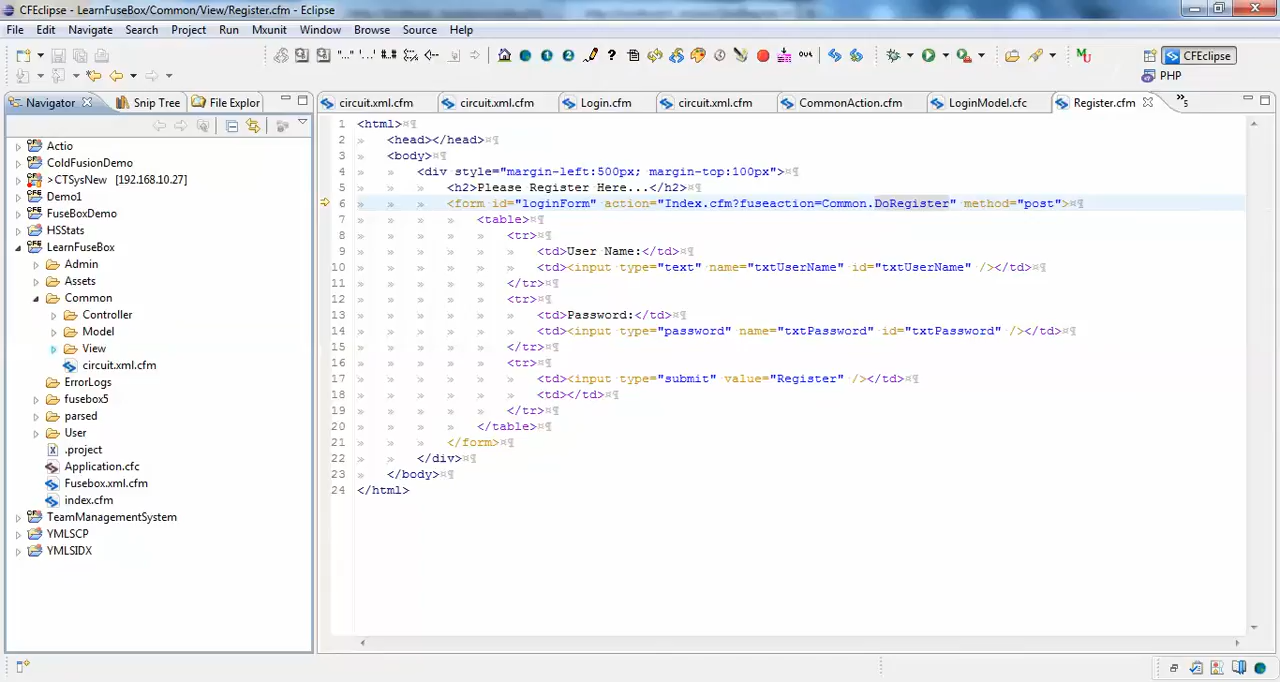 CFEclipse - LearnFuseBox/Common/View/Register.cfm - Eclipse
File Edit Navigate Search Project Run Mxunit Window Browse Source Help
CFEclipse
PHP
Navigator Snip Tree File Explor
circiit.xml.cfm circuit.xml.cfm Login.cfm circuit.xml.cfm CommonAction.cfm LoginModel.cfc Register.cfm »5
Actio
ColdFusionDemo
>CTSysNew [192.168.10.27]
Demo1
FuseBoxDemo
HSStats
LearnFuseBox
Admin
Assets
Common
Controller
Model
View
circuit.xml.cfm
ErrorLogs
fusebox5
parsed
User
.project
Application.cfc
Fusebox.xml.cfm
index.cfm
TeamManagementSystem
YMLSCP
YMLSIDX
1 <html>¤¶
2 » <head></head>¤¶
3 » <body>¤¶
4 » » <div style="margin-left:500px; margin-top:100px">¤¶
5 » » » <h2>Please Register Here...</h2>¤¶
6 » » » <form id="loginForm" action="Index.cfm?fuseaction=Common.DoRegister" method="post">¤¶
7 » » » » <table>¤¶
8 » » » » » <tr>¤¶
9 » » » » » » <td>User Name:</td>¤¶
10 » » » » » » <td><input type="text" name="txtUserName" id="txtUserName" /></td>¤¶
11 » » » » » </tr>¤¶
12 » » » » » <tr>¤¶
13 » » » » » » <td>Password:</td>¤¶
14 » » » » » » <td><input type="password" name="txtPassword" id="txtPassword" /></td>¤¶
15 » » » » » </tr>¤¶
16 » » » » » <tr>¤¶
17 » » » » » » <td><input type="submit" value="Register" /></td>¤¶
18 » » » » » » <td></td>¤¶
19 » » » » » </tr>¤¶
20 » » » » </table>¤¶
21 » » » </form>¤¶
22 » » </div>¤¶
23 » </body>¤¶
24 </html>